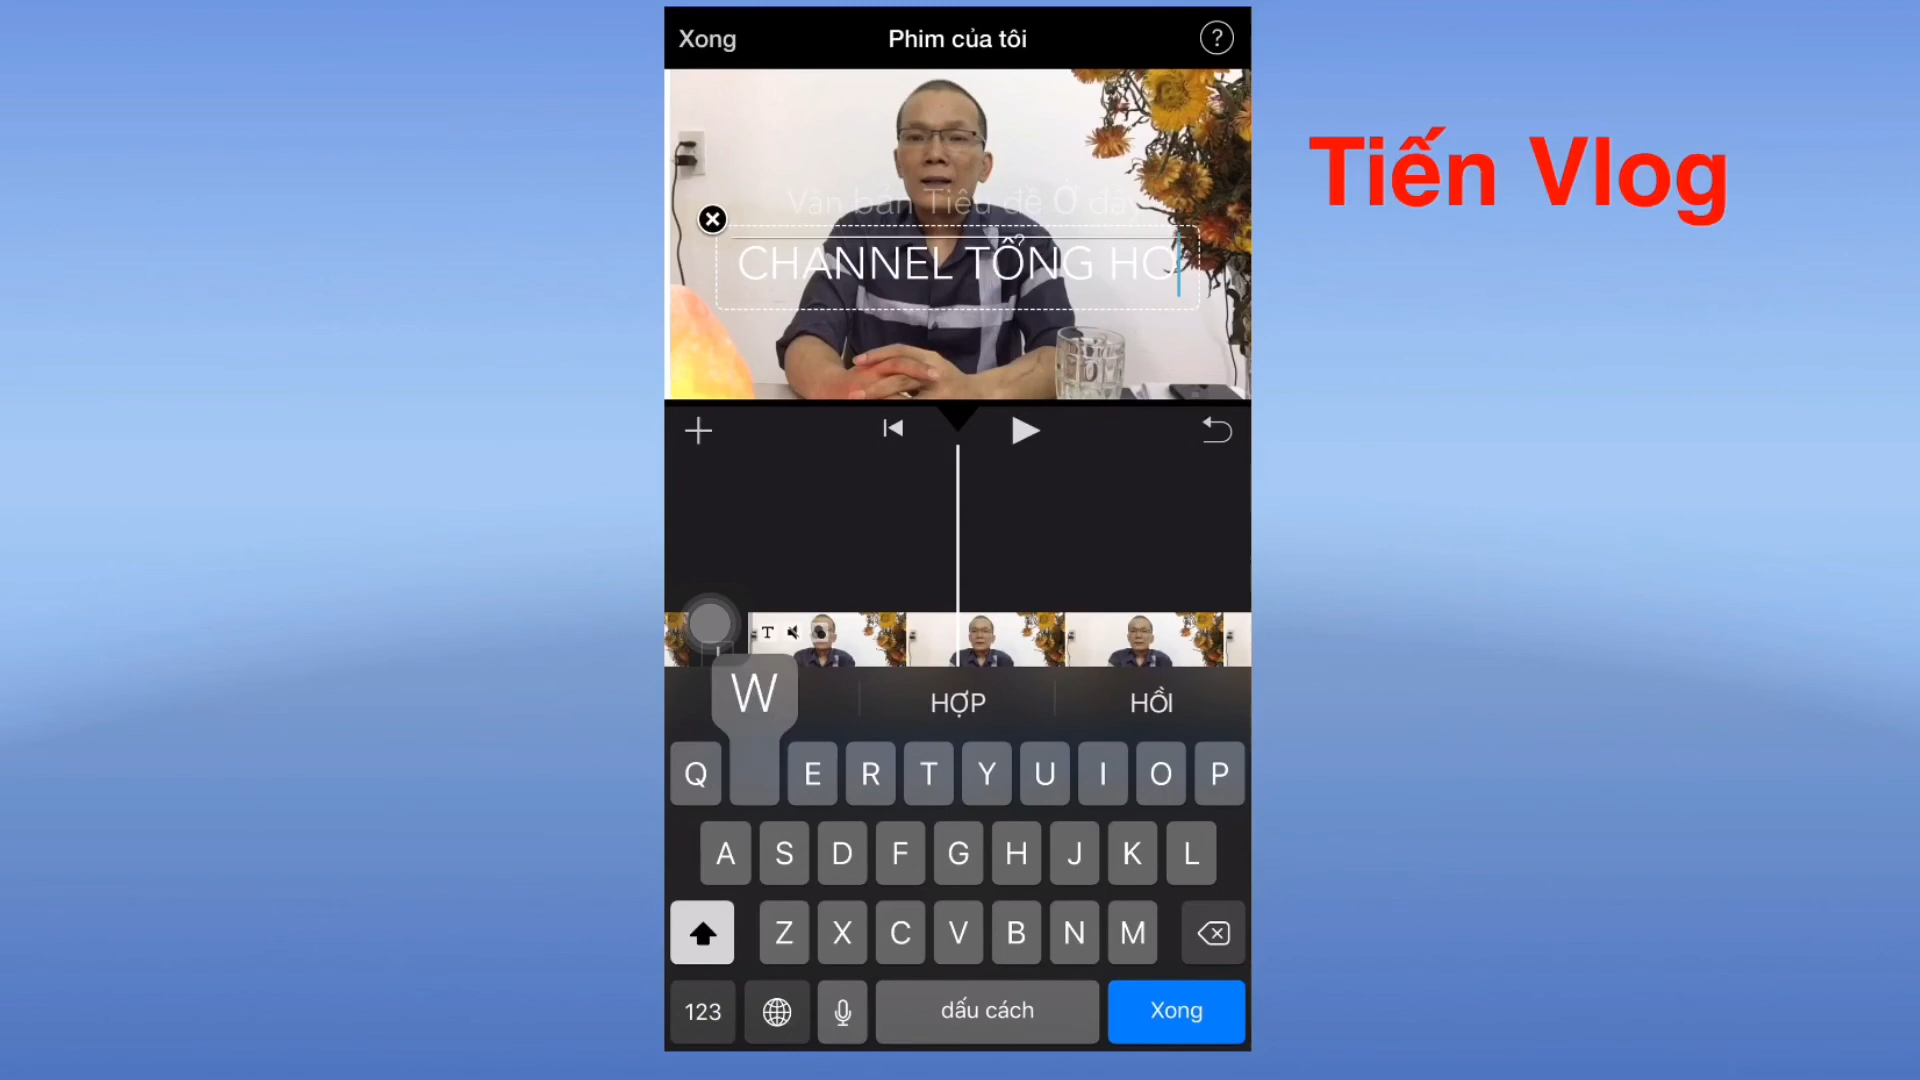 Xong Phim của tôi ?
Tiến Vlog
Văn bản Tiêu đề Ở đây
CHANNEL TỔNG HO
T
W HỢP HỒI
Q E R T Y U I O P
A S D F G H J K L
Z X C V B N M
123 dấu cách Xong